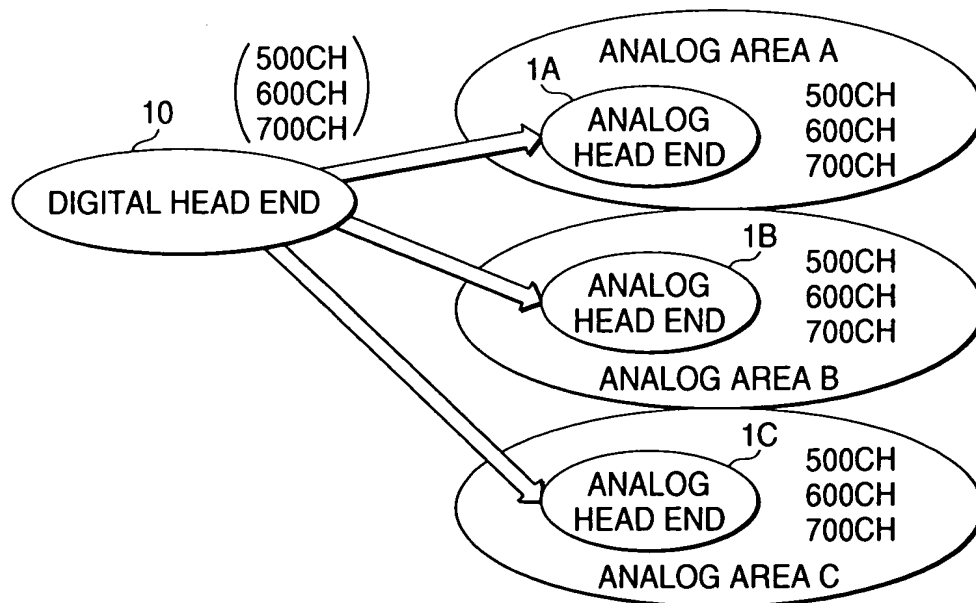 10
500CH
600CH
700CH
DIGITAL HEAD END
ANALOG AREA A
1A
ANALOG
HEAD END
500CH
600CH
700CH
1B
ANALOG
HEAD END
500CH
600CH
700CH
ANALOG AREA B
1C
ANALOG
HEAD END
500CH
600CH
700CH
ANALOG AREA C